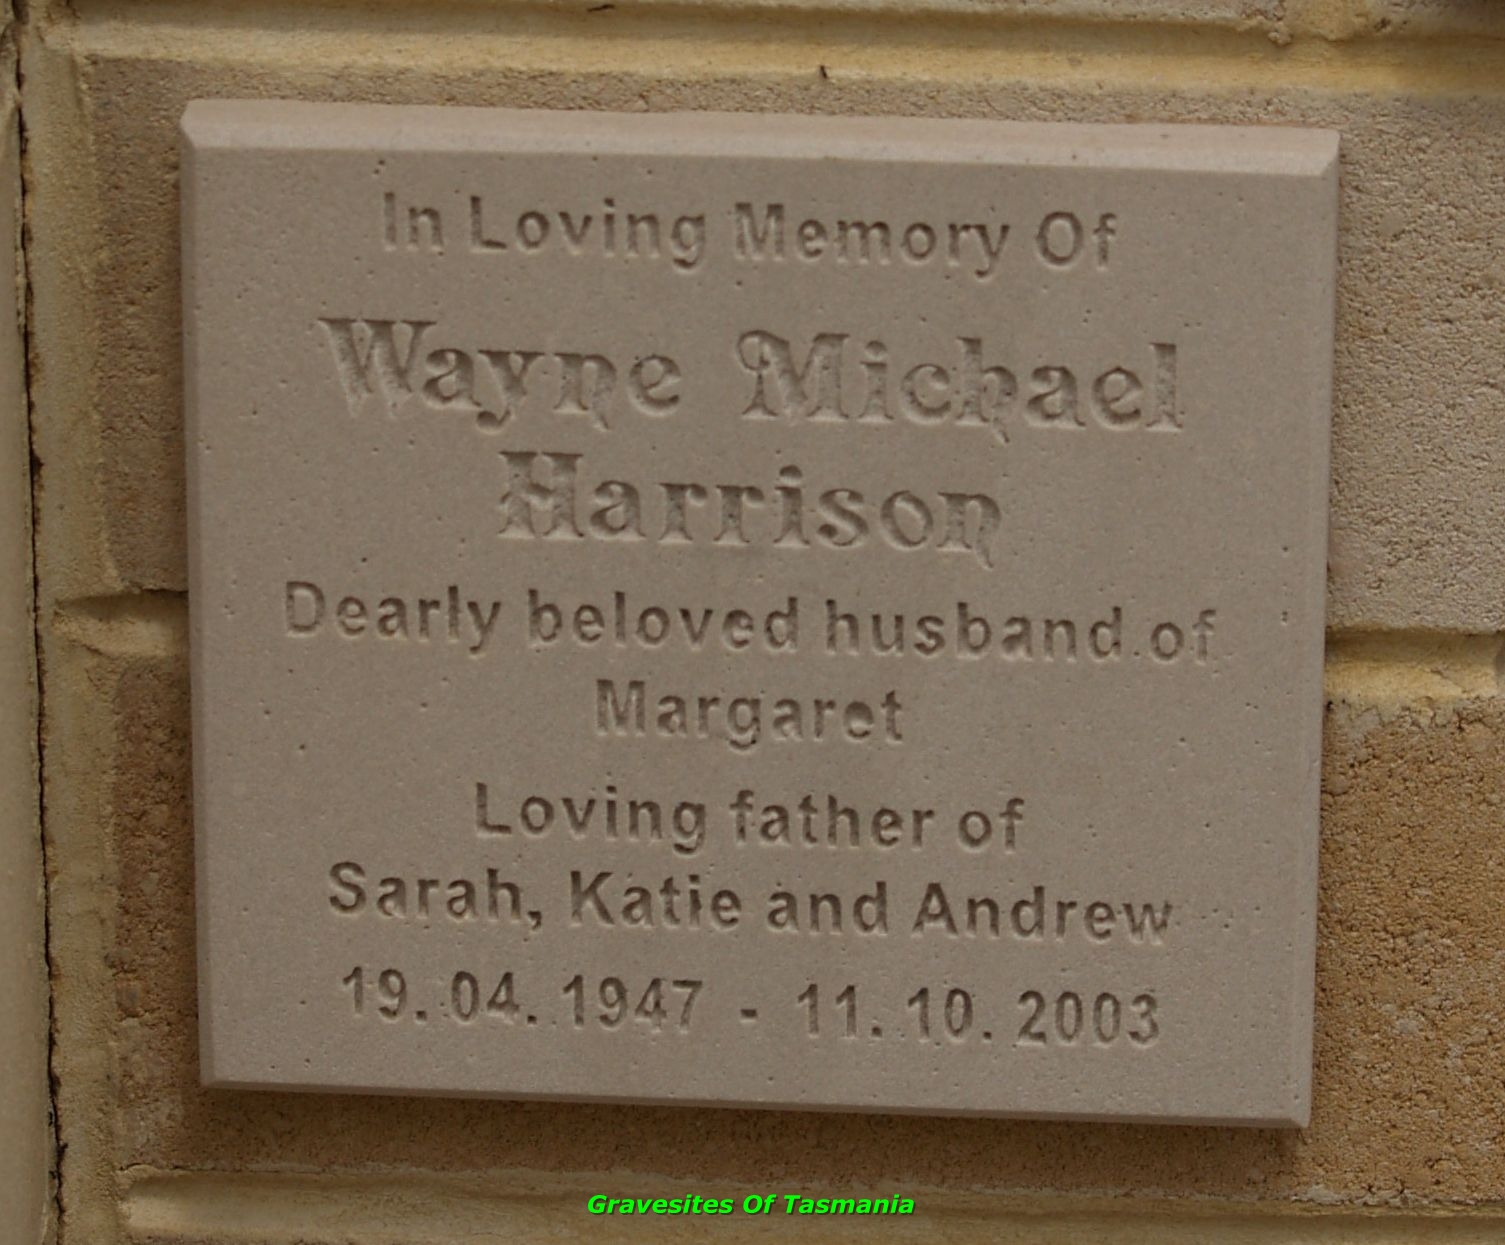 In Loving Memory Of
Wayne Michael
Harrison
Dearly beloved husband of
Margaret
Loving father of
Sarah, Katie and Andrew
19. 04. 1947 - 11. 10. 2003
Gravesites Of Tasmania